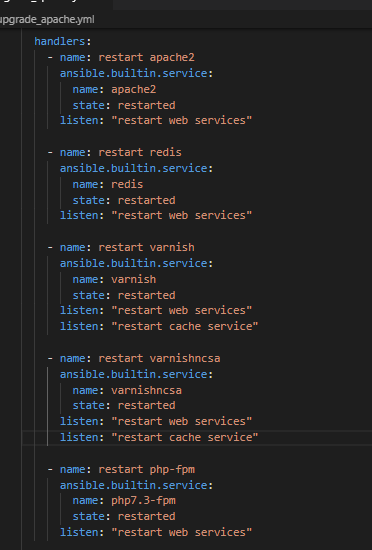 upgrade_apache.yml
handlers:
- name: restart apache2
ansible.builtin.service:
name: apache2
state: restarted
listen: "restart web services"
- name: restart redis
ansible.builtin.service:
name: redis
state: restarted
listen: "restart web services"
- name: restart varnish
ansible.builtin.service:
name: varnish
state: restarted
listen: "restart web services"
listen: "restart cache service"
- name: restart varnishncsa
ansible.builtin.service:
name: varnishncsa
state: restarted
listen: "restart web services"
listen: "restart cache service"
- name: restart php-fpm
ansible.builtin.service:
name: php7.3-fpm
state: restarted
listen: "restart web services"